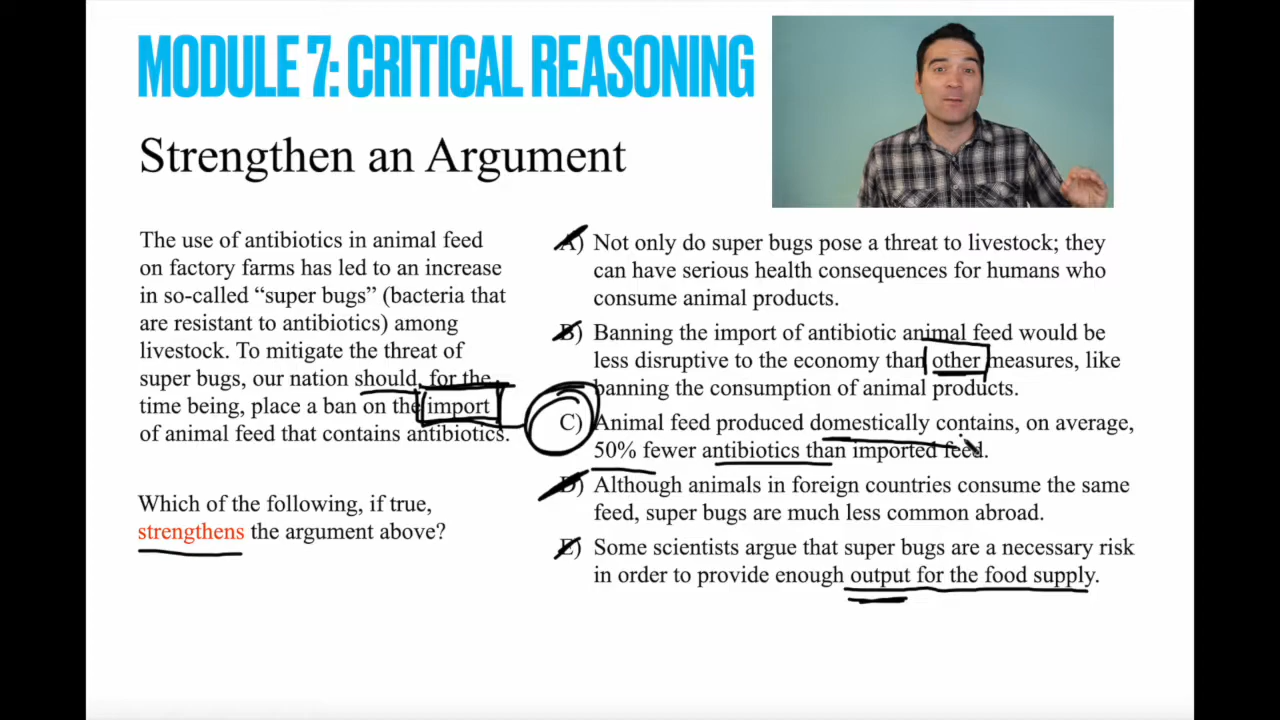 MODULE 7: CRITICAL REASONING
Strengthen an Argument
The use of antibiotics in animal feed
on factory farms has led to an increase
in so-called “super bugs” (bacteria that
are resistant to antibiotics) among
livestock. To mitigate the threat of
super bugs, our nation should, for the
time being, place a ban on the import
of animal feed that contains antibiotics.
Which of the following, if true,
strengthens the argument above?
A) Not only do super bugs pose a threat to livestock; they
can have serious health consequences for humans who
consume animal products.
B) Banning the import of antibiotic animal feed would be
less disruptive to the economy than other measures, like
banning the consumption of animal products.
C) Animal feed produced domestically contains, on average,
50% fewer antibiotics than imported feed.
D) Although animals in foreign countries consume the same
feed, super bugs are much less common abroad.
E) Some scientists argue that super bugs are a necessary risk
in order to provide enough output for the food supply.